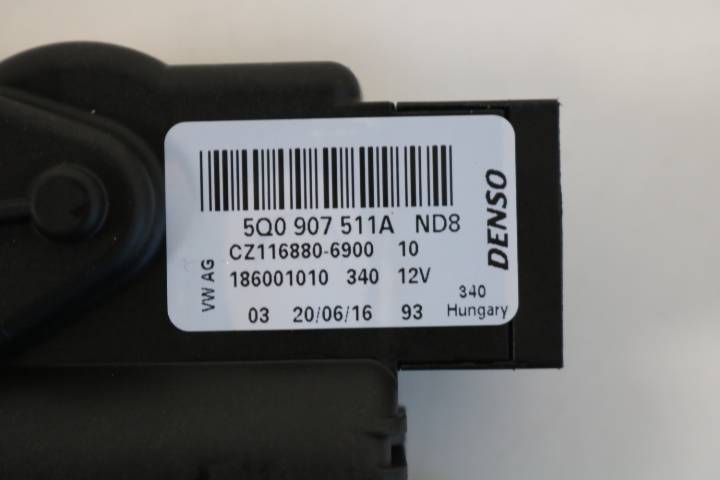 5Q0 907 511A ND8
CZ116880-6900 10
186001010 340 12V
03 20/06/16 93
VW AG
DENSO
340
Hungary